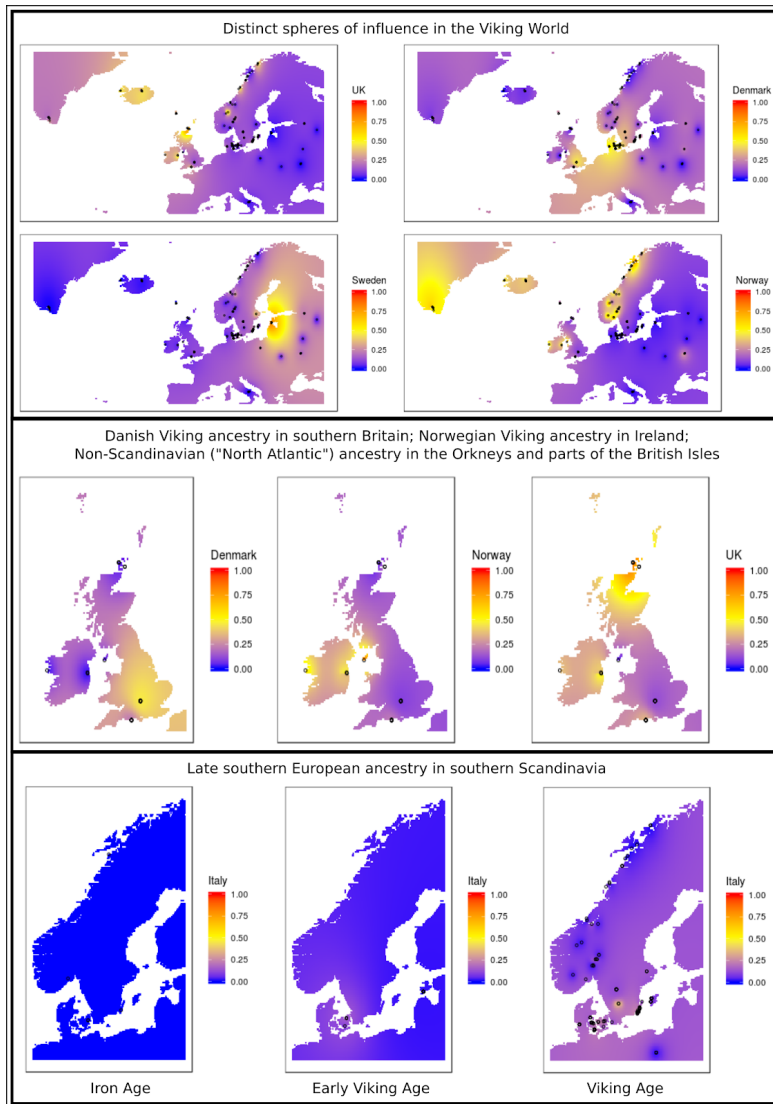 Distinct spheres of influence in the Viking World
UK
1.00
0.75
0.50
0.25
0.00
Denmark
1.00
0.75
0.50
0.25
0.00
Sweden
1.00
0.75
0.50
0.25
0.00
Norway
1.00
0.75
0.50
0.25
0.00
Danish Viking ancestry in southern Britain; Norwegian Viking ancestry in Ireland;
Non-Scandinavian ("North Atlantic") ancestry in the Orkneys and parts of the British Isles
Denmark
1.00
0.75
0.50
0.25
0.00
Norway
1.00
0.75
0.50
0.25
0.00
UK
1.00
0.75
0.50
0.25
0.00
Late southern European ancestry in southern Scandinavia
Italy
1.00
0.75
0.50
0.25
0.00
Italy
1.00
0.75
0.50
0.25
0.00
Italy
1.00
0.75
0.50
0.25
0.00
Iron Age
Early Viking Age
Viking Age